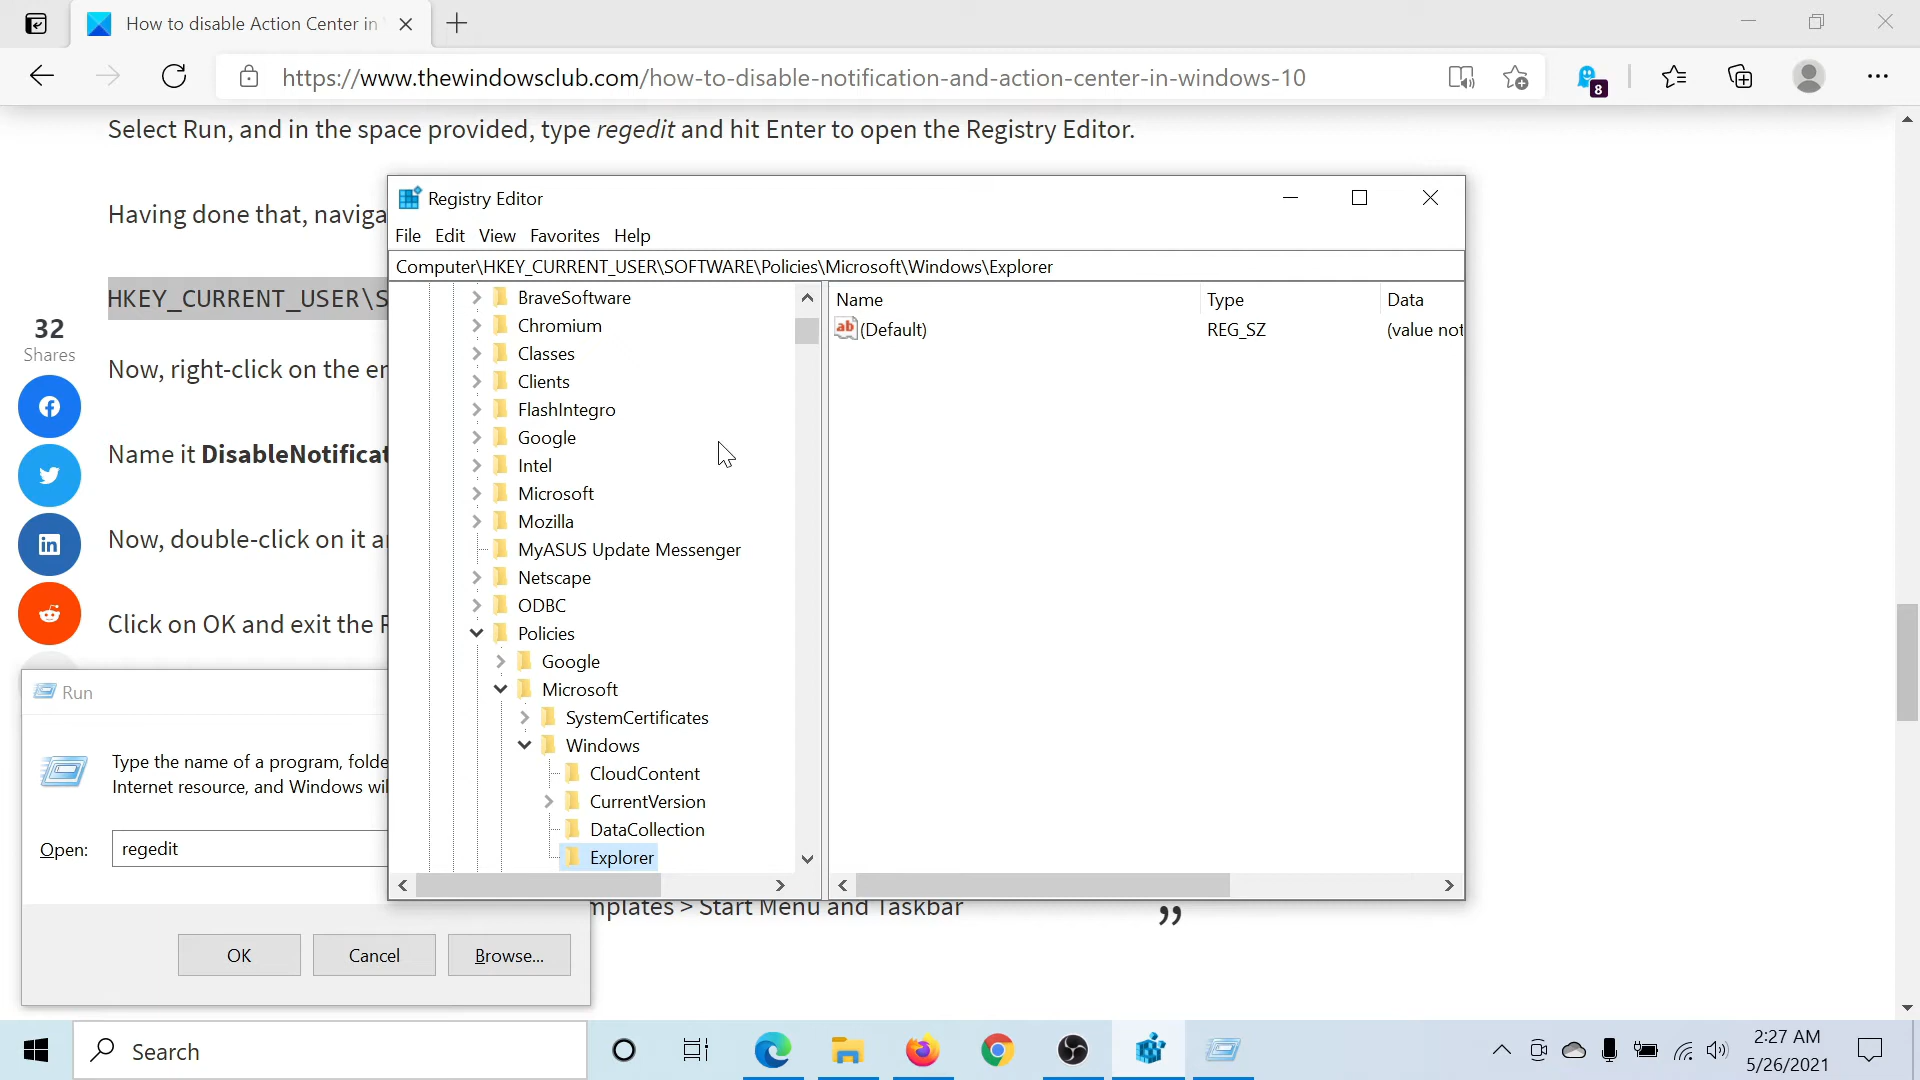 How to disable Action Center in
https://www.thewindowsclub.com/how-to-disable-notification-and-action-center-in-windows-10
8
Select Run, and in the space provided, type regedit and hit Enter to open the Registry Editor.
Having done that, naviga
HKEY_CURRENT_USER\S
32
Shares
Now, right-click on the en
Name it DisableNotificat
Now, double-click on it a
Click on OK and exit the R
Registry Editor
File Edit View Favorites Help
Computer\HKEY_CURRENT_USER\SOFTWARE\Policies\Microsoft\Windows\Explorer
BraveSoftware
Chromium
Classes
Clients
FlashIntegro
Google
Intel
Microsoft
Mozilla
MyASUS Update Messenger
Netscape
ODBC
Policies
Google
Microsoft
SystemCertificates
Windows
CloudContent
CurrentVersion
DataCollection
Explorer
Name Type Data
ab (Default) REG_SZ (value not
Run
Type the name of a program, folde
Internet resource, and Windows wil
Open: regedit
OK Cancel Browse...
mplates > Start Menu and Taskbar
”
Search
2:27 AM
5/26/2021